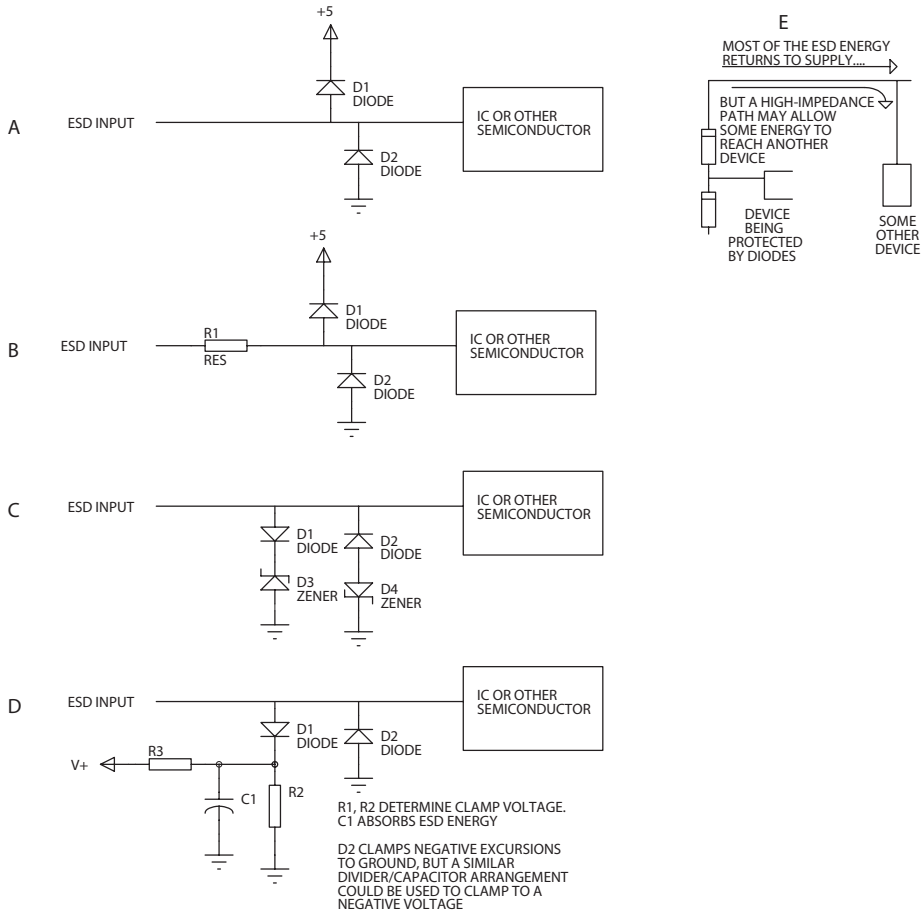 +5
D1
DIODE
IC OR OTHER
SEMICONDUCTOR
A
ESD INPUT
D2
DIODE
E
MOST OF THE ESD ENERGY
RETURNS TO SUPPLY....
BUT A HIGH-IMPEDANCE
PATH MAY ALLOW
SOME ENERGY TO
REACH ANOTHER
DEVICE
DEVICE
BEING
PROTECTED
BY DIODES
SOME
OTHER
DEVICE
+5
D1
DIODE
IC OR OTHER
SEMICONDUCTOR
B
ESD INPUT
R1
RES
D2
DIODE
C
ESD INPUT
IC OR OTHER
SEMICONDUCTOR
D1
DIODE
D2
DIODE
D3
ZENER
D4
ZENER
D
ESD INPUT
IC OR OTHER
SEMICONDUCTOR
D1
DIODE
D2
DIODE
V+
R3
C1
R2
R1, R2 DETERMINE CLAMP VOLTAGE.
C1 ABSORBS ESD ENERGY
D2 CLAMPS NEGATIVE EXCURSIONS
TO GROUND, BUT A SIMILAR
DIVIDER/CAPACITOR ARRANGEMENT
COULD BE USED TO CLAMP TO A
NEGATIVE VOLTAGE